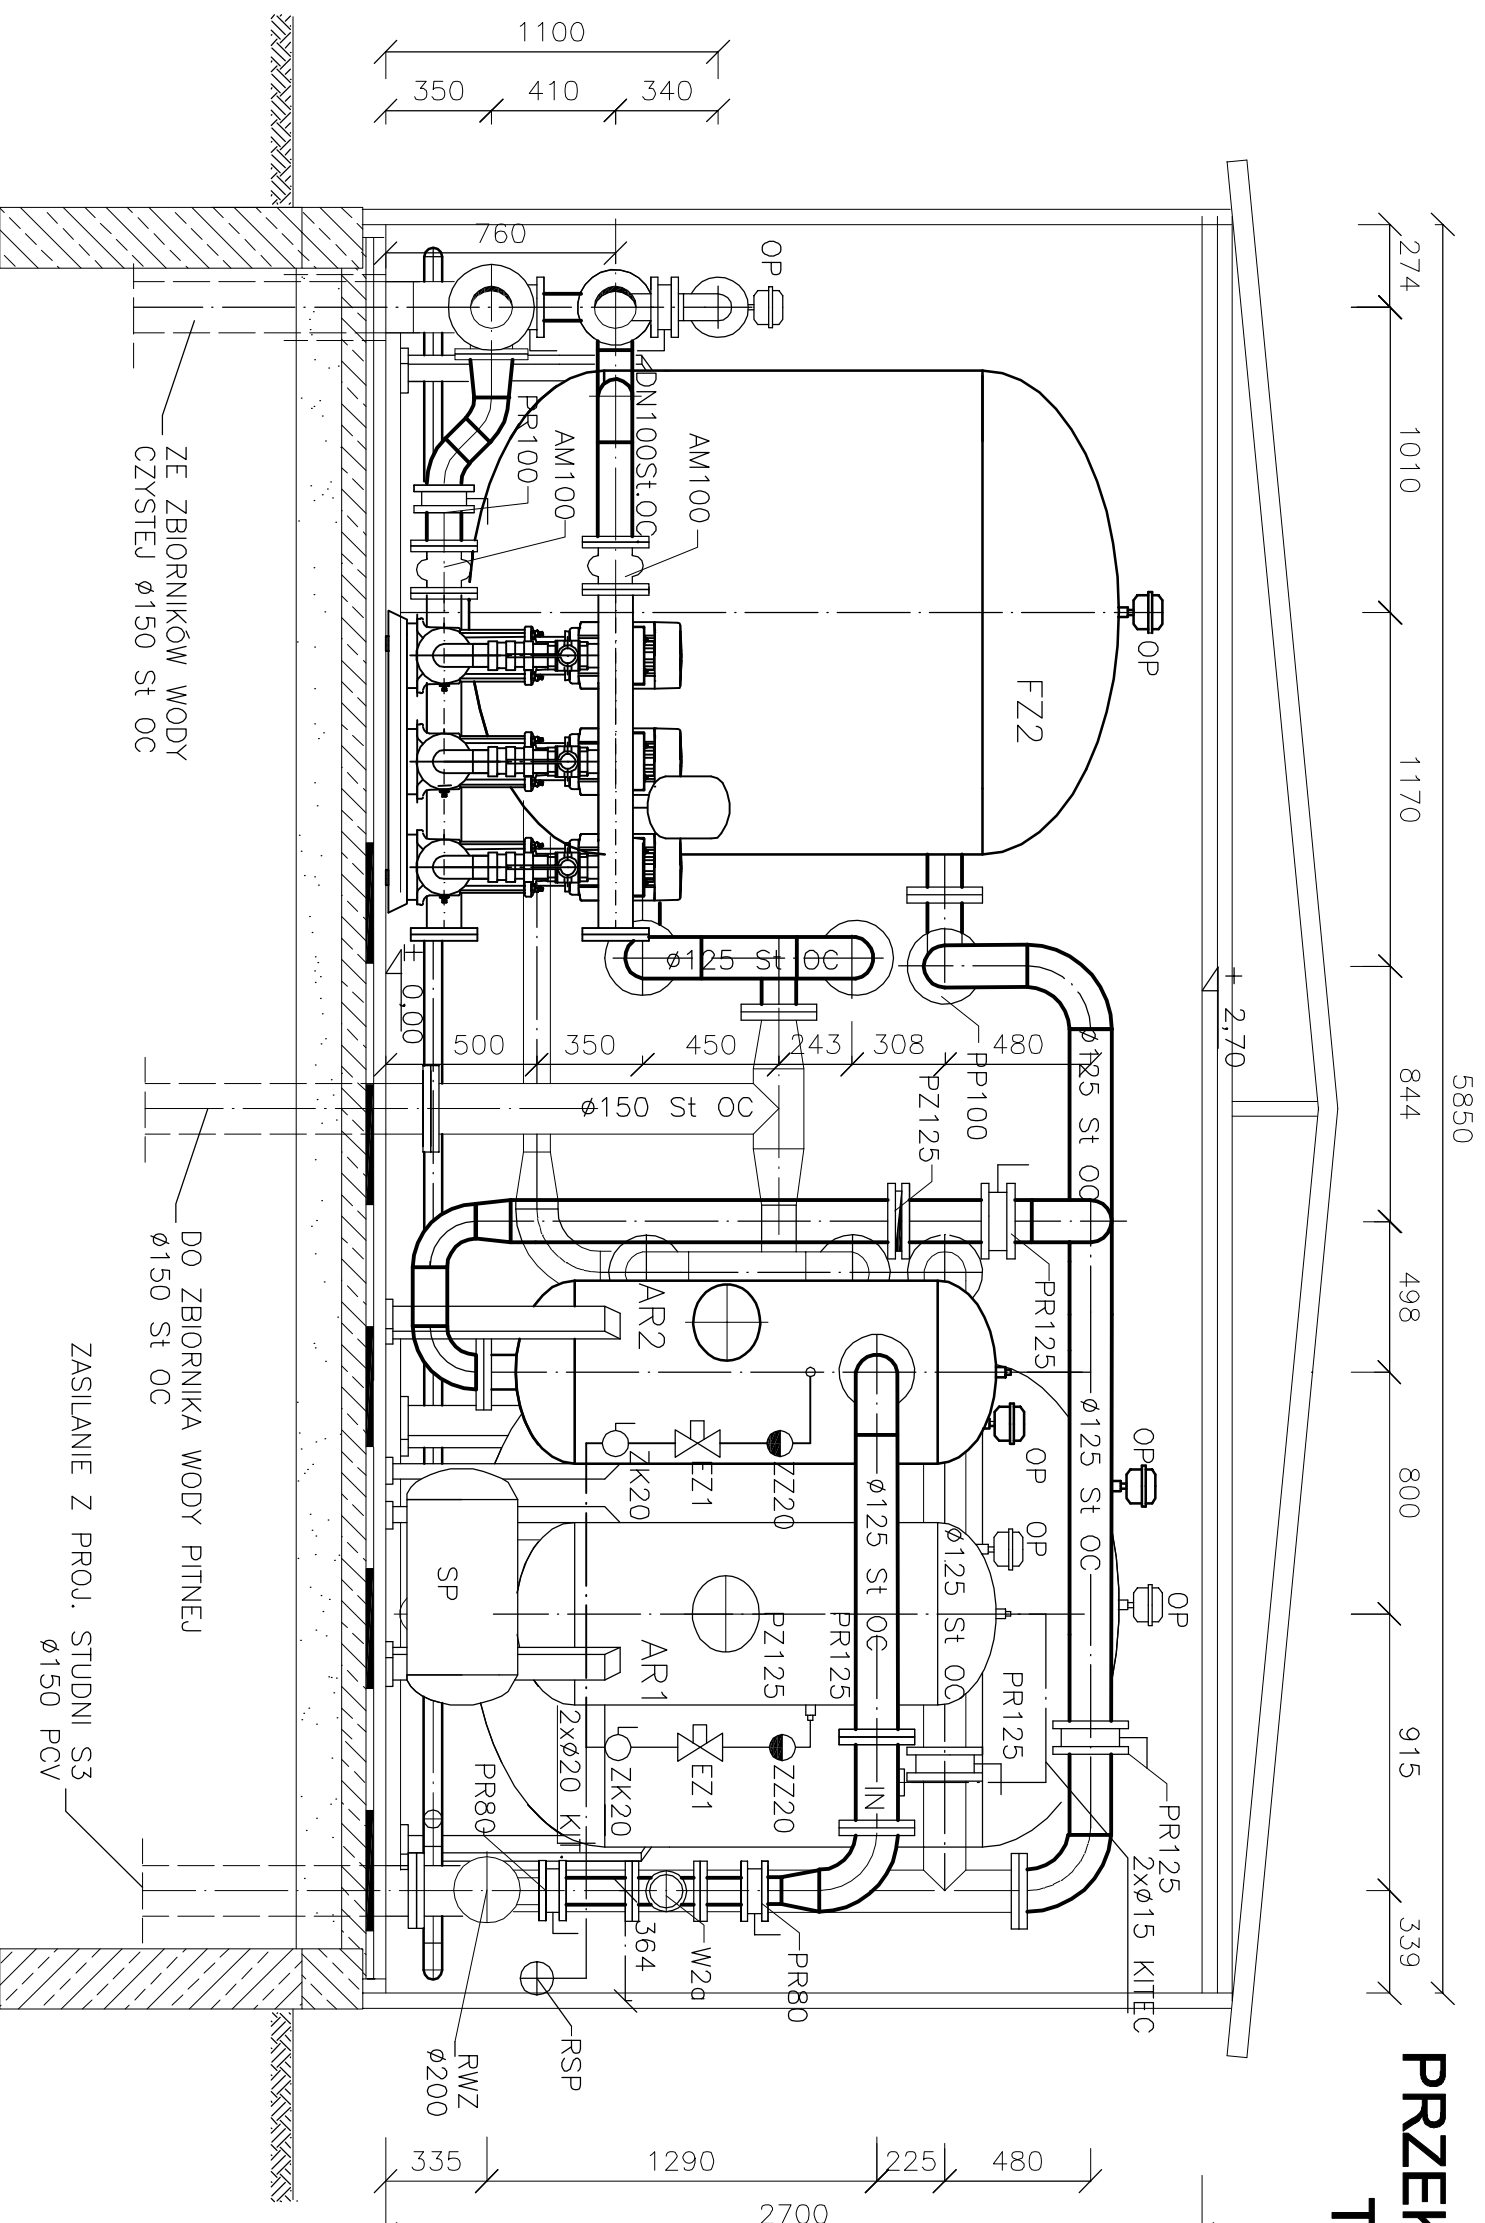 PRZEK
T
5850
274
1010
1170
844
498
800
915
339
1100
350
410
340
760
OP
DN100St.OC
AM100
AM100
PR100
FZ2
OP
+ 2,70
± 0,00
ø125 St OC
500
350
450
243
308
480
ø125 St OC
PP100
PZ125
ø150 St OC
PR125
AR2
ZK20
EZ1
ZZ20
OP
OP
ø125 St OC
OP
OP
ø125 St OC
ø125 St OC
SP
AR1
PZ125
PR125
PR125
PR125
2xø15 KITEC
2xø20 KI
ZK20
EZ1
ZZ20
IN
PR80
364
W2a
PR80
RSP
RWZ
ø200
ZE ZBIORNIKÓW WODY
CZYSTEJ ø150 St OC
DO ZBIORNIKA WODY PITNEJ
ø150 St OC
ZASILANIE Z PROJ. STUDNI S3
ø150 PCV
335
1290
225
480
2700